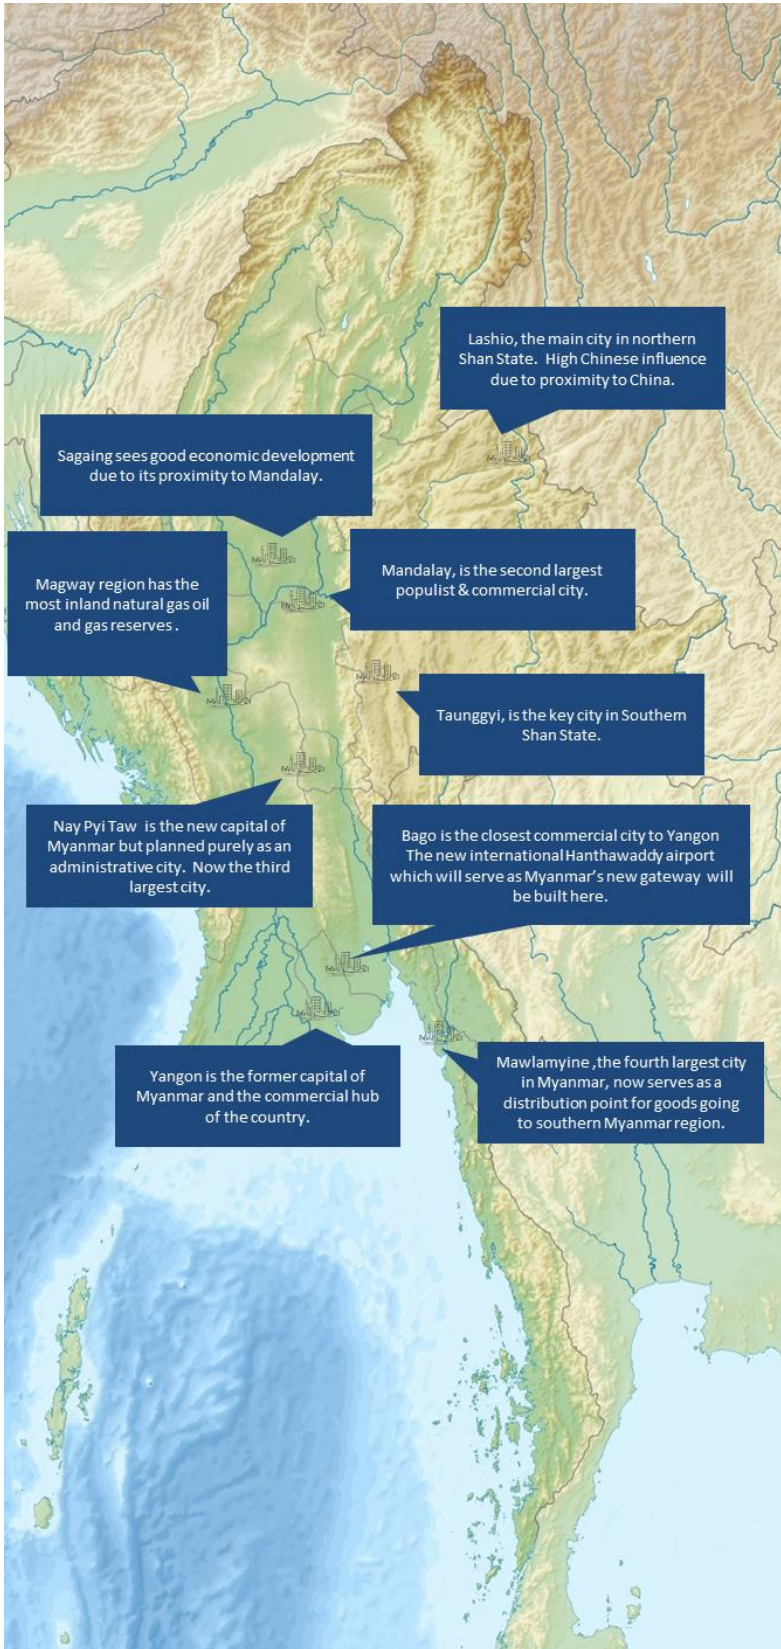 Lashio, the main city in northern
Shan State.  High Chinese influence
due to proximity to China.
Sagaing sees good economic development
due to its proximity to Mandalay.
Mandalay, is the second largest
populist & commercial city.
Magway region has the
most inland natural gas oil
and gas reserves .
Taunggyi, is the key city in Southern
Shan State.
Nay Pyi Taw  is the new capital of
Myanmar but planned purely as an
administrative city.  Now the third
largest city.
Bago is the closest commercial city to Yangon
The new international Hanthawaddy airport
which will serve as Myanmar’s new gateway  will
be built here.
Yangon is the former capital of
Myanmar and the commercial hub
of the country.
Mawlamyine ,the fourth largest city
in Myanmar, now serves as a
distribution point for goods going
to southern Myanmar region.